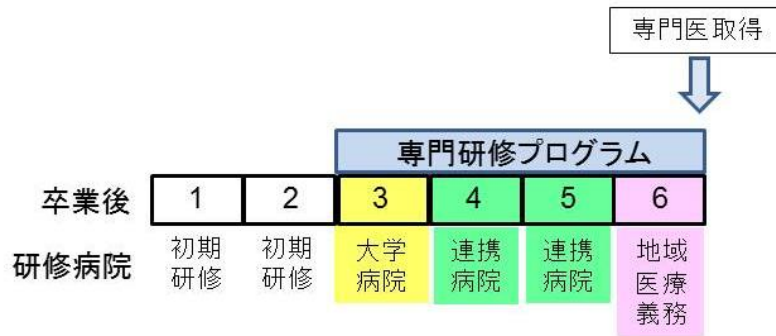 専門医取得
専門研修プログラム
卒業後 1 2 3 4 5 6
研修病院 初期 初期 大学 連携 連携 地域
研修 研修 病院 病院 病院 医療
義務